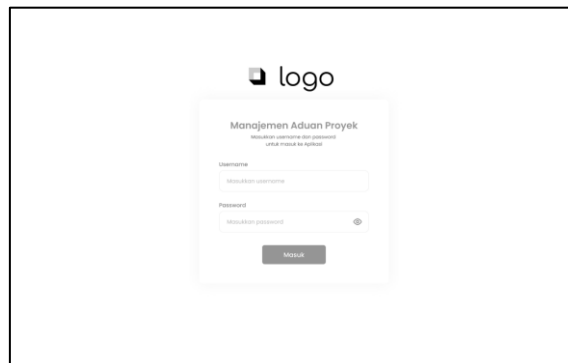 logo
Manajemen Aduan Proyek
Masukkan username dan password
untuk masuk ke Aplikasi
Username
Masukkan username
Password
Masukkan password
Masuk